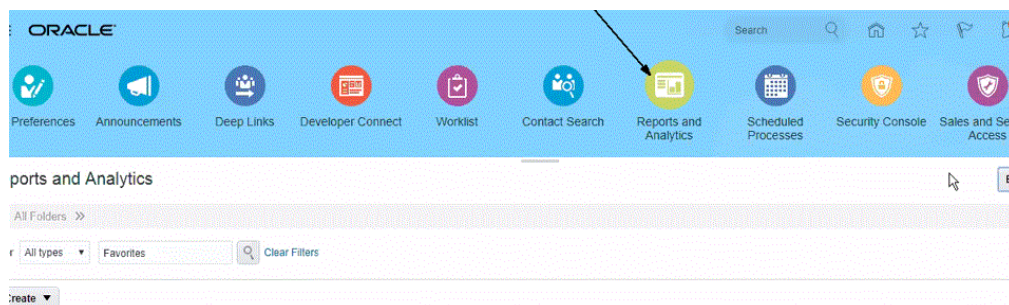 ORACLE
Search
Preferences
Announcements
Deep Links
Developer Connect
Worklist
Contact Search
Reports and
Analytics
Scheduled
Processes
Security Console
Sales and Se
Access
ports and Analytics
All Folders
r All types Favorites Clear Filters
Create